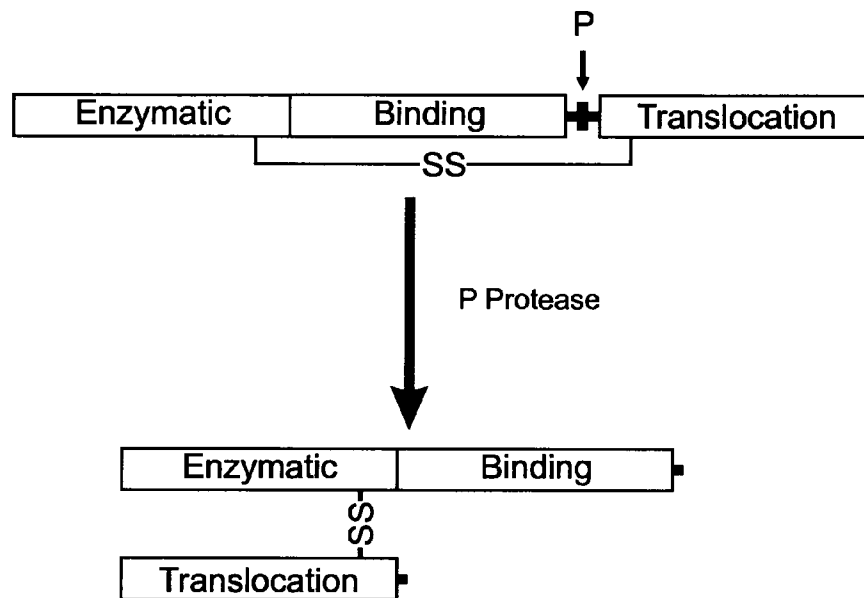 P
Enzymatic Binding Translocation
SS
P Protease
Enzymatic Binding
SS
Translocation